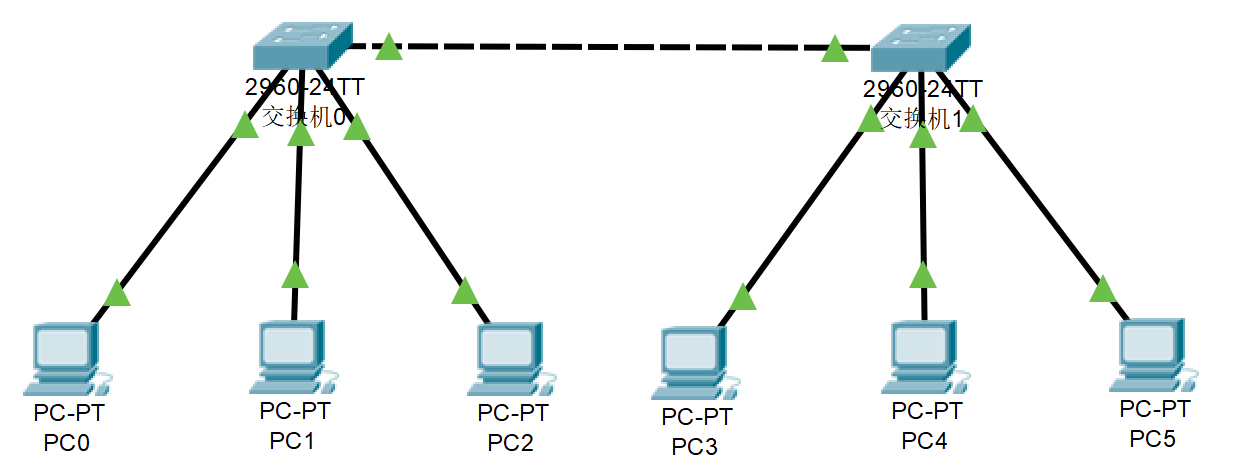 2960-24TT
交换机0
2960-24TT
交换机1
PC-PT
PC0
PC-PT
PC1
PC-PT
PC2
PC-PT
PC3
PC-PT
PC4
PC-PT
PC5